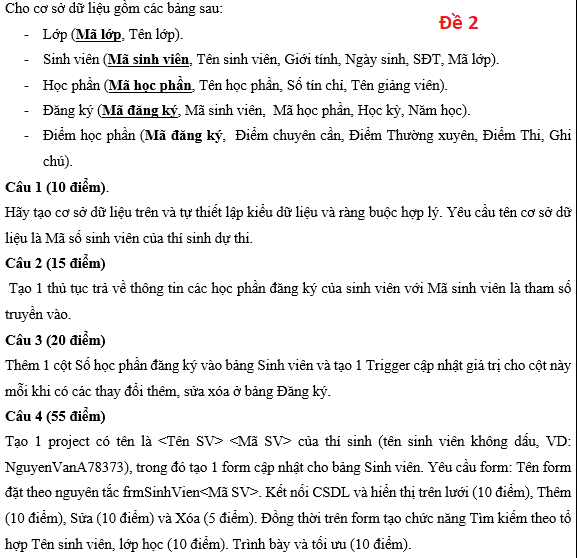 Cho cơ sở dữ liệu gồm các bảng sau:
Đề 2
- Lớp (Mã lớp, Tên lớp).
- Sinh viên (Mã sinh viên, Tên sinh viên, Giới tính, Ngày sinh, SĐT, Mã lớp).
- Học phần (Mã học phần, Tên học phần, Số tín chỉ, Tên giảng viên).
- Đăng ký (Mã đăng ký, Mã sinh viên, Mã học phần, Học kỳ, Năm học).
- Điểm học phần (Mã đăng ký, Điểm chuyên cần, Điểm Thường xuyên, Điểm Thi, Ghi
chú).
Câu 1 (10 điểm).
Hãy tạo cơ sở dữ liệu trên và tự thiết lập kiểu dữ liệu và ràng buộc hợp lý. Yêu cầu tên cơ sở dữ
liệu là Mã số sinh viên của thí sinh dự thi.
Câu 2 (15 điểm)
Tạo 1 thủ tục trả về thông tin các học phần đăng ký của sinh viên với Mã sinh viên là tham số
truyền vào.
Câu 3 (20 điểm)
Thêm 1 cột Số học phần đăng ký vào bảng Sinh viên và tạo 1 Trigger cập nhật giá trị cho cột này
mỗi khi có các thay đổi thêm, sửa xóa ở bảng Đăng ký.
Câu 4 (55 điểm)
Tạo 1 project có tên là <Tên SV> <Mã SV> của thí sinh (tên sinh viên không dấu, VD:
NguyenVanA78373), trong đó tạo 1 form cập nhật cho bảng Sinh viên. Yêu cầu form: Tên form
đặt theo nguyên tắc frmSinhVien<Mã SV>. Kết nối CSDL và hiển thị trên lưới (10 điểm), Thêm
(10 điểm), Sửa (10 điểm) và Xóa (5 điểm). Đồng thời trên form tạo chức năng Tìm kiếm theo tổ
hợp Tên sinh viên, lớp học (10 điểm). Trình bày và tối ưu (10 điểm).